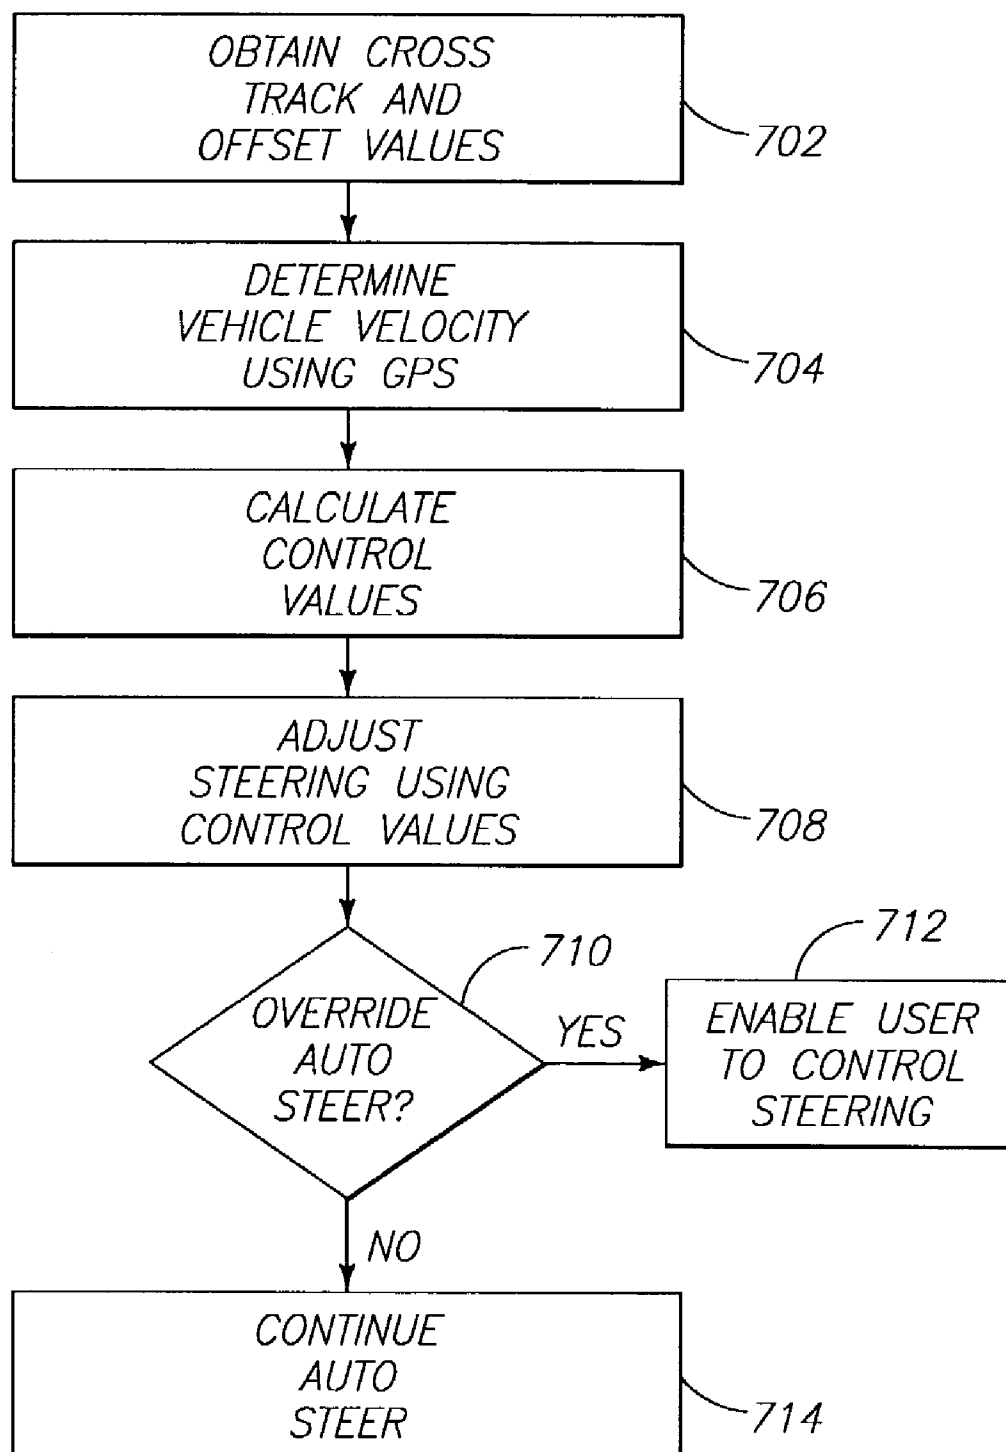 OBTAIN CROSS
TRACK AND
OFFSET VALUES
702
DETERMINE
VEHICLE VELOCITY
USING GPS
704
CALCULATE
CONTROL
VALUES
706
ADJUST
STEERING USING
CONTROL VALUES
708
OVERRIDE
AUTO
STEER?
710
YES
712
ENABLE USER
TO CONTROL
STEERING
NO
CONTINUE
AUTO
STEER
714